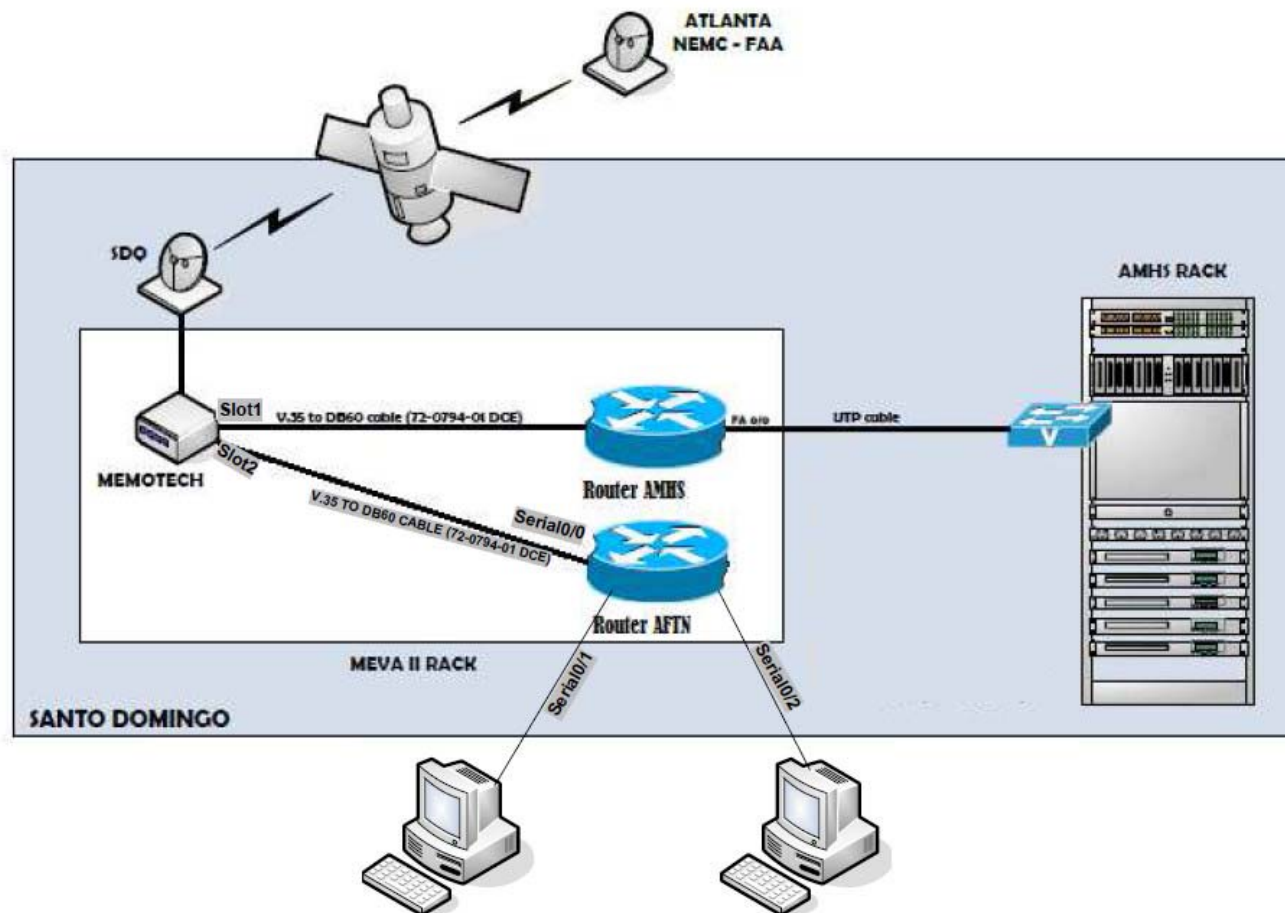 ATLANTA
NEMC - FAA
SDQ
AMHS RACK
Slot1
V.35 to DB60 cable (72-0794-01 DCE)
FA 0/0
UTP cable
V
Slot2
MEMOTECH
V.35 TO DB60 CABLE (72-0794-01 DCE)
Serial0/0
Router AMHS
Router AFTN
MEVA II RACK
Serial0/1
Serial0/2
SANTO DOMINGO